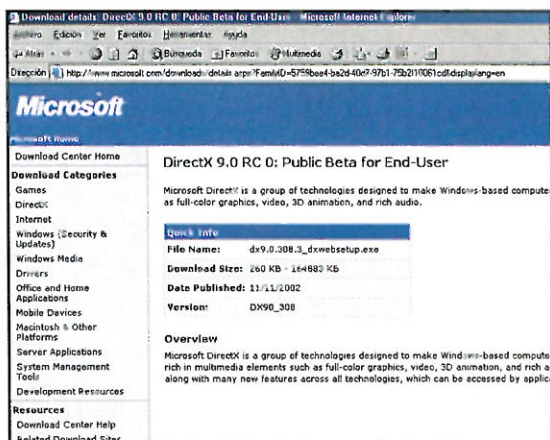 Download details: DirectX 9.0 RC 0: Public Beta for End-User - Microsoft Internet Explorer
Archivo Edición Ver Favoritos Herramientas Ayuda
Atrás Búsqueda Favoritos Multimedia
Dirección
Microsoft
Microsoft Home
Download Center Home
Download Categories
Games
DirectX
Internet
Windows (Security &
Updates)
Windows Media
Drivers
Office and Home
Applications
Mobile Devices
Macintosh & Other
Platforms
Server Applications
System Management
Tools
Development Resources
Resources
Download Center Help
Related Download Sites
DirectX 9.0 RC 0: Public Beta for End-User
Microsoft DirectX is a group of technologies designed to make Windows-based compute
as full-color graphics, video, 3D animation, and rich audio.
Quick Info
File Name: dx9.0.308.3_dxwebsetup.exe
Download Size: 260 KB - 164883 KB
Date Published: 11/11/2002
Version: DX90_308
Overview
Microsoft DirectX is a group of technologies designed to make Windows-based compute
rich in multimedia elements such as full-color graphics, video, 3D animation, and rich a
along with many new features across all technologies, which can be accessed by applic